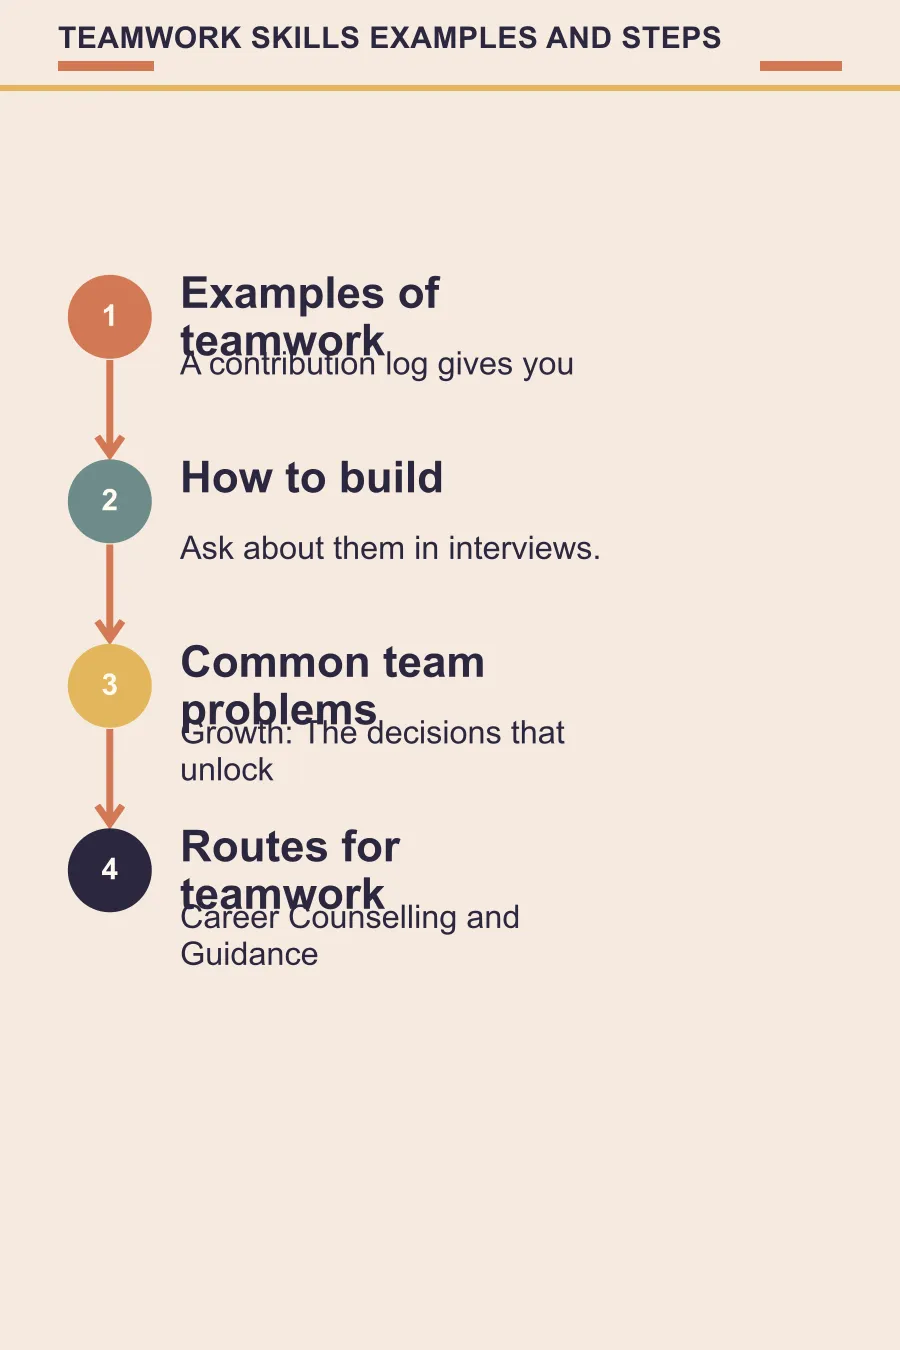 TEAMWORK SKILLS EXAMPLES AND STEPS
1
Examples of
teamwork
A contribution log gives you
2
How to build
Ask about them in interviews.
3
Common team
problems
Growth: The decisions that
unlock
4
Routes for
teamwork
Career Counselling and
Guidance